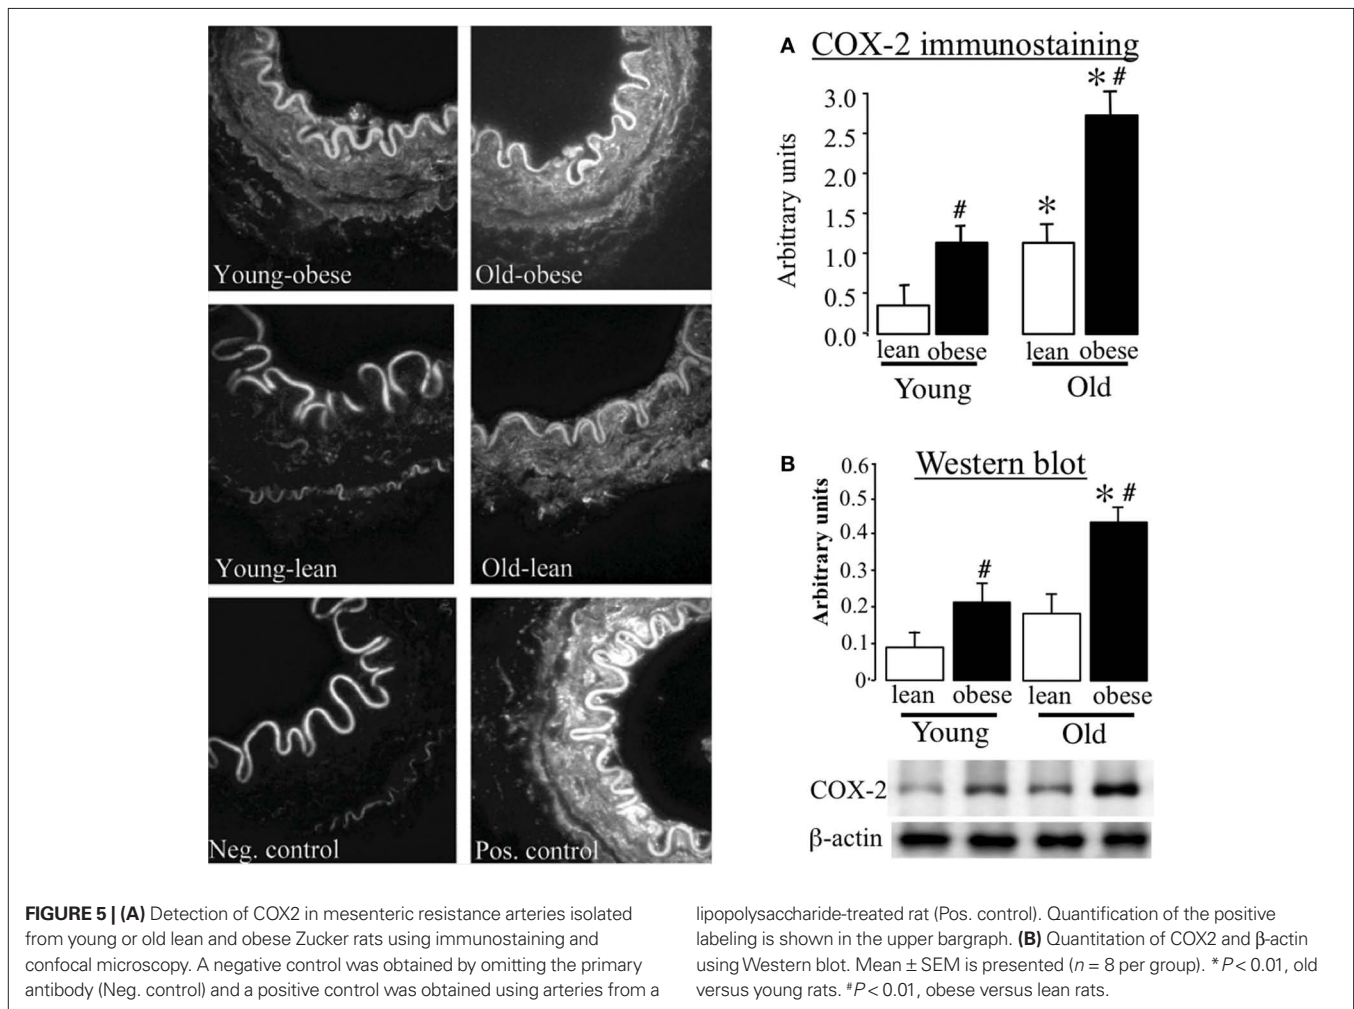 Young-obese
Old-obese
Young-lean
Old-lean
Neg. control
Pos. control
A COX-2 immunostaining
Arbitrary units
3.0
2.5
2.0
1.5
1.0
0.5
0.0
#
*
* #
lean obese lean obese
Young Old
B Western blot
Arbitrary units
0.6
0.5
0.4
0.3
0.2
0.1
0
#
* #
lean obese lean obese
Young Old
COX-2
β-actin
FIGURE 5 | (A) Detection of COX2 in mesenteric resistance arteries isolated
from young or old lean and obese Zucker rats using immunostaining and
confocal microscopy. A negative control was obtained by omitting the primary
antibody (Neg. control) and a positive control was obtained using arteries from a
lipopolysaccharide-treated rat (Pos. control). Quantification of the positive
labeling is shown in the upper bargraph. (B) Quantitation of COX2 and β-actin
using Western blot. Mean ± SEM is presented (n = 8 per group). *P < 0.01, old
versus young rats. #P < 0.01, obese versus lean rats.